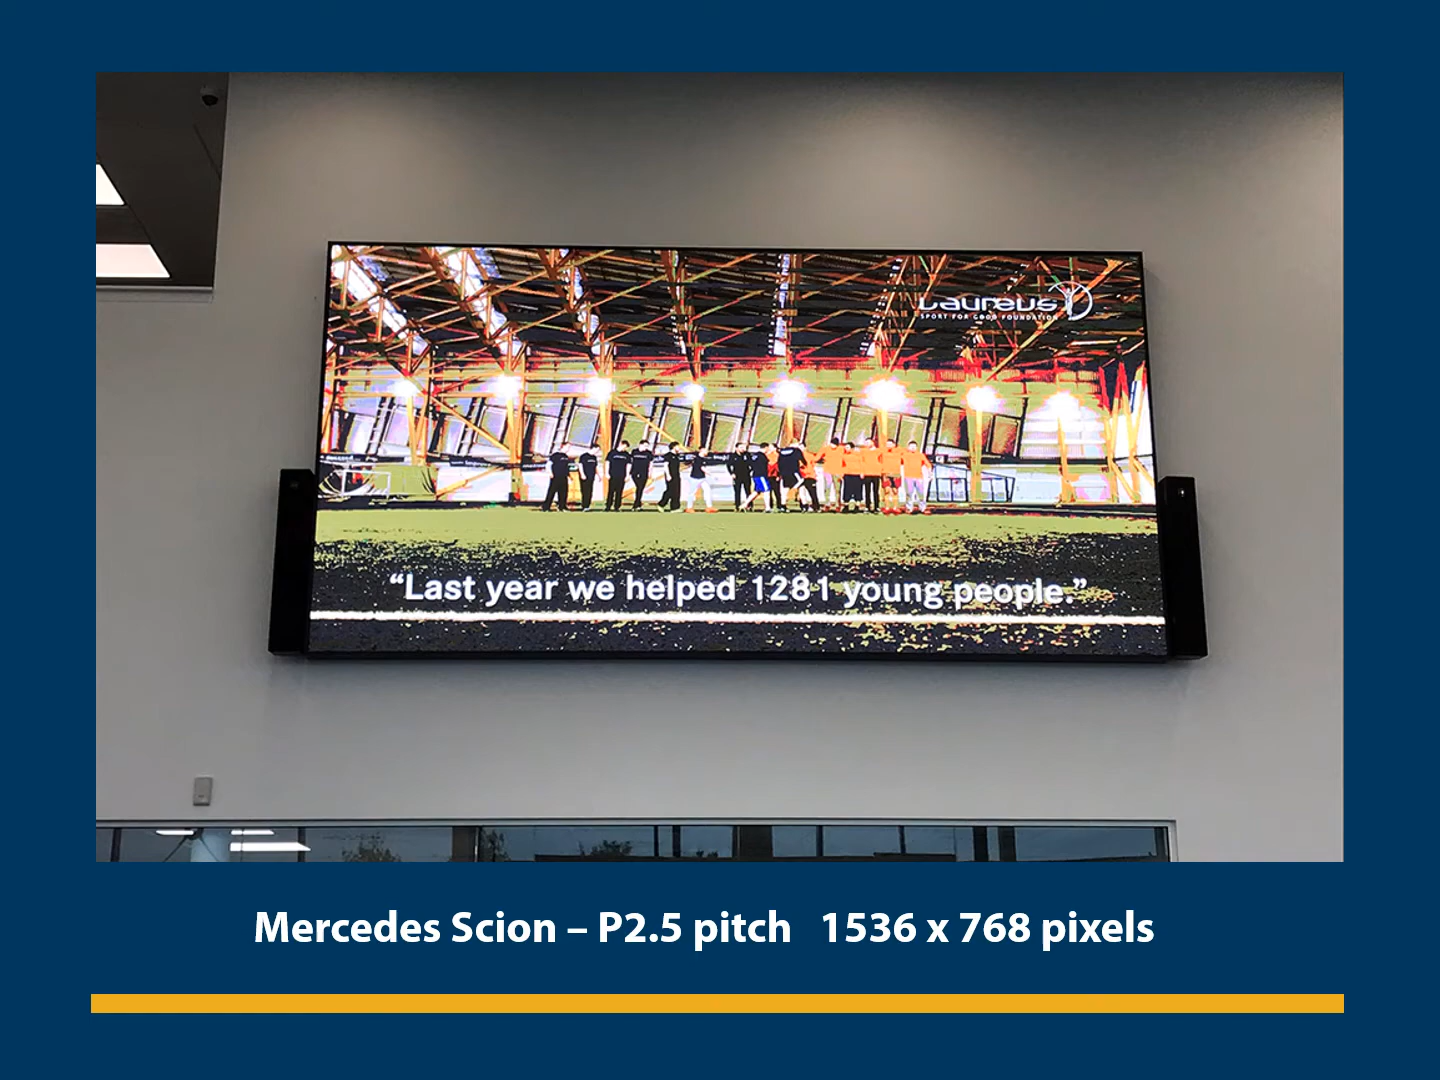 Laureus
SPORT FOR GOOD FOUNDATION
“Last year we helped 1281 young people.”
Mercedes Scion – P2.5 pitch 1536 x 768 pixels